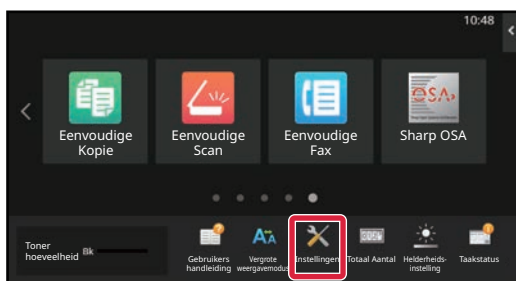 10:48
Eenvoudige
Kopie
Eenvoudige
Scan
Eenvoudige
Fax
OSA
Sharp OSA
Toner
hoeveelheid Bk
Gebruikers
handleiding
Vergrote
weergavemodus
Instellingen
Totaal Aantal
Helderheids-
instelling
Taakstatus